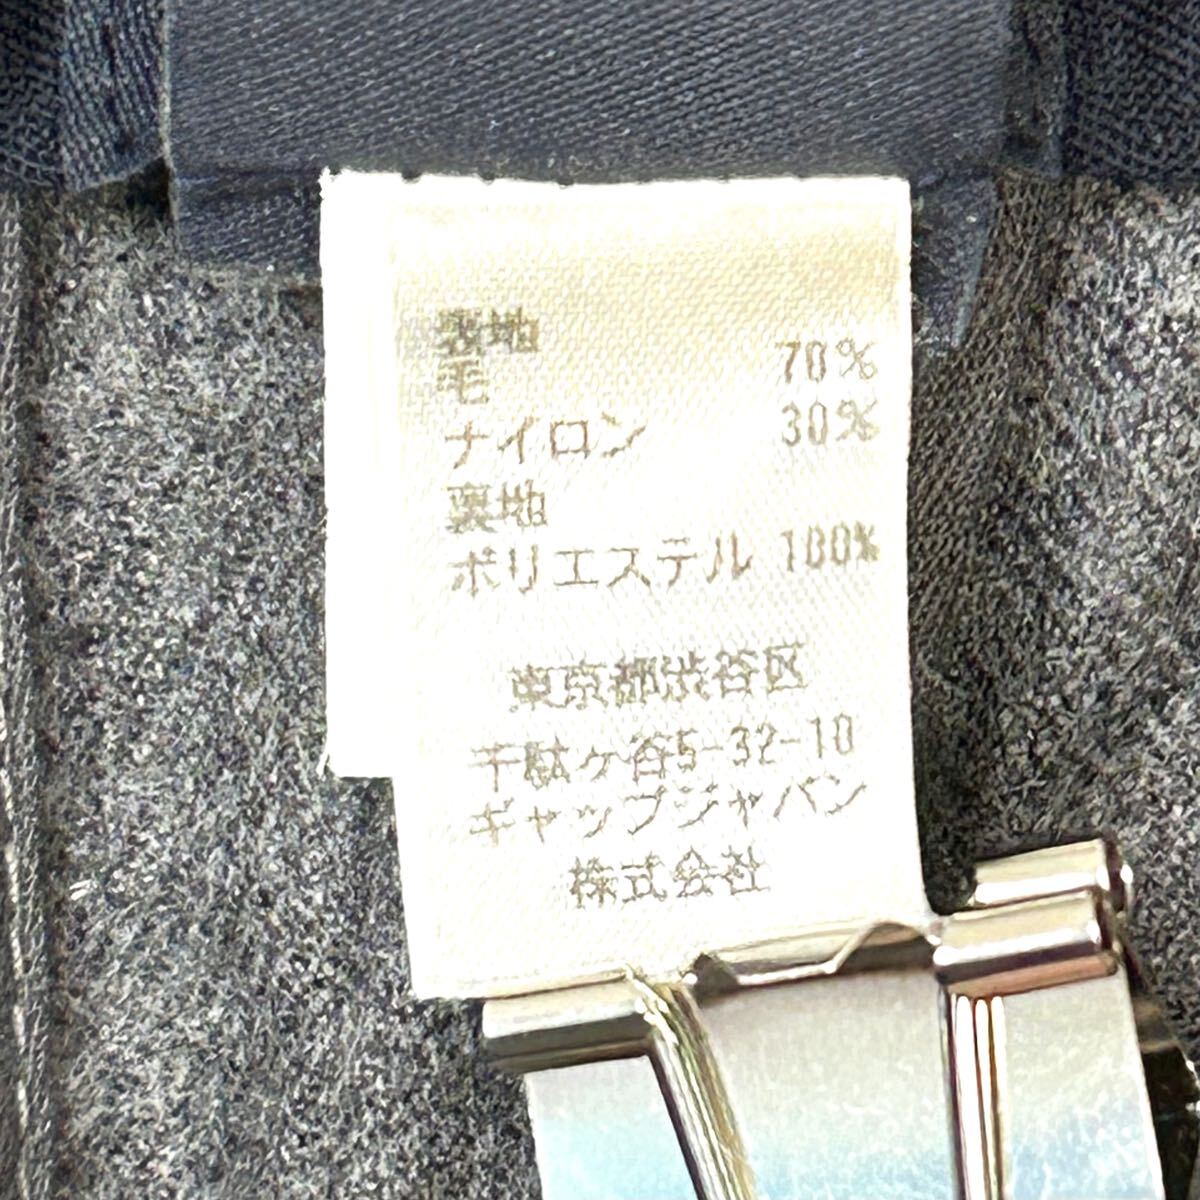 表地
毛 70%
ナイロン 30%
裏地
ポリエステル 100%
東京都渋谷区
千駄ヶ谷5-32-10
ギャップジャパン
株式会社